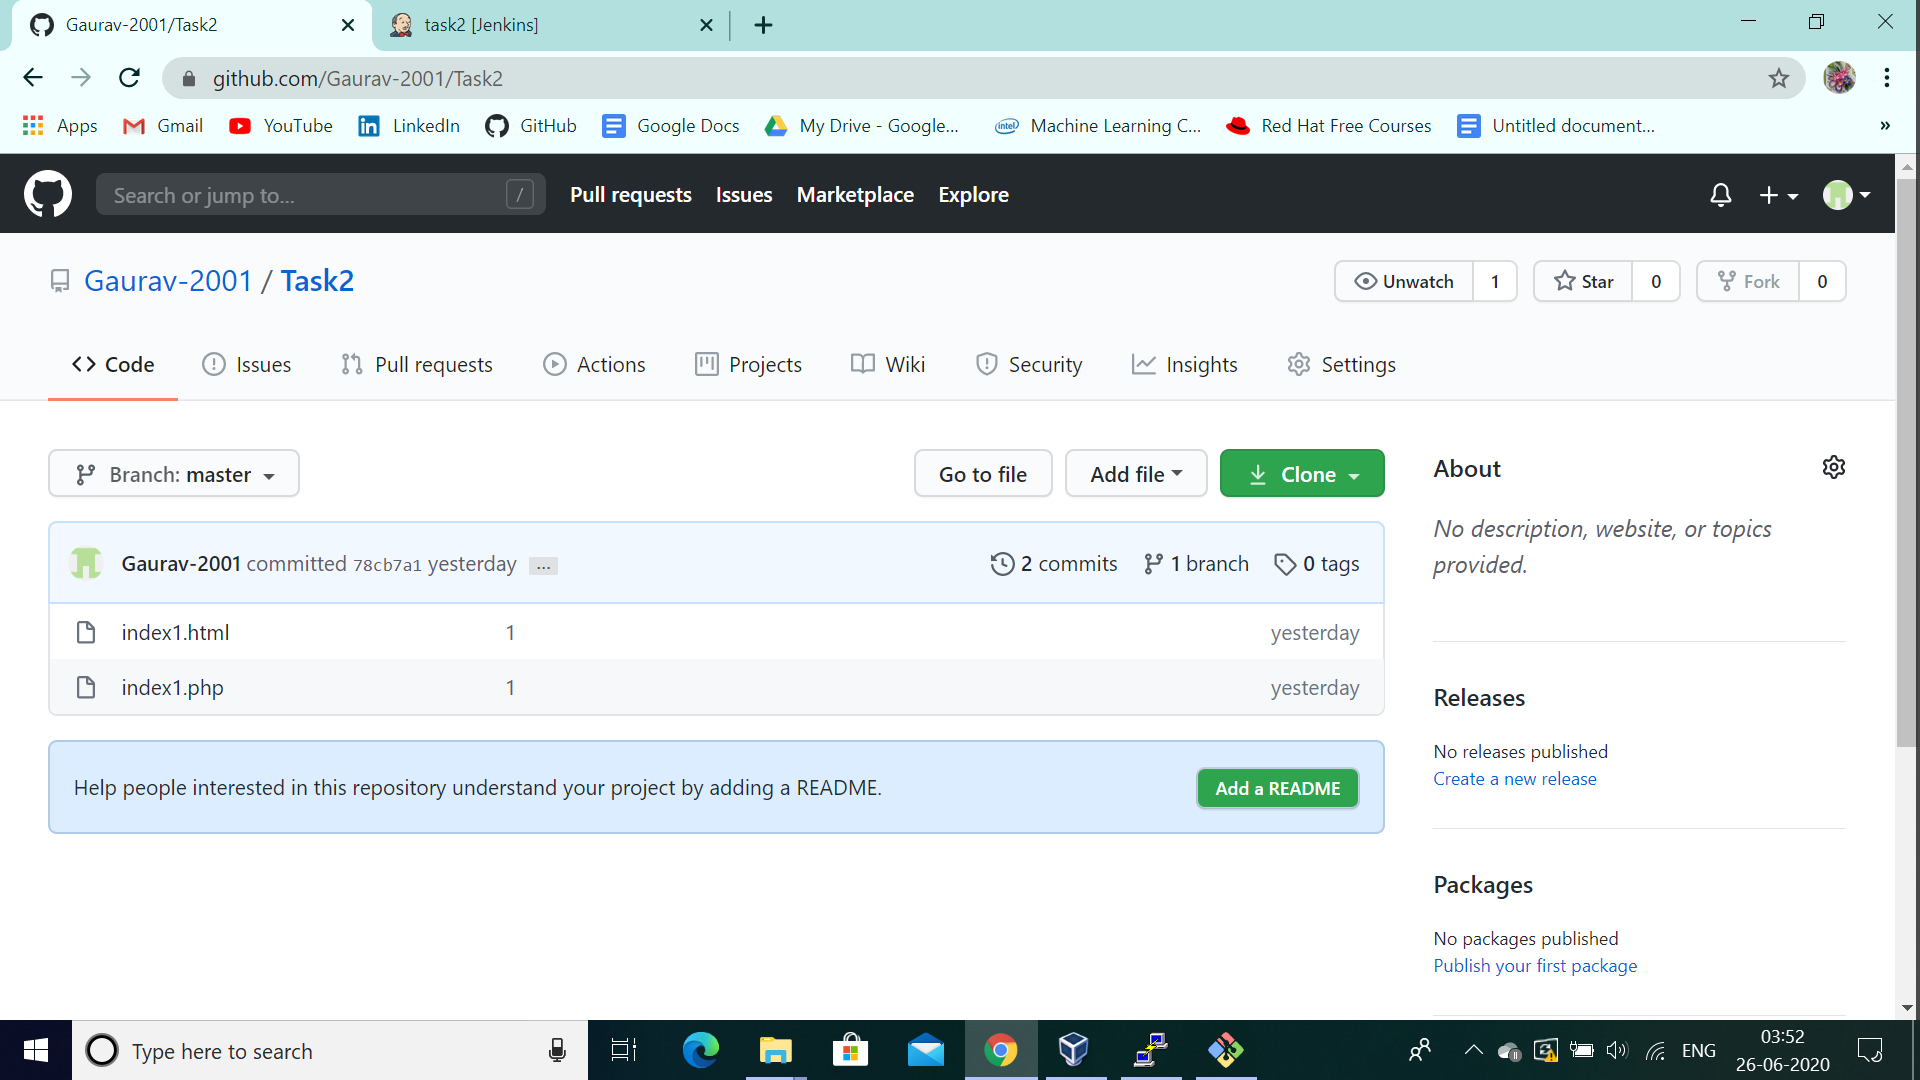 Gaurav-2001/Task2
task2 [Jenkins]
github.com/Gaurav-2001/Task2
Apps Gmail YouTube LinkedIn GitHub Google Docs My Drive - Google... intel Machine Learning C... Red Hat Free Courses Untitled document... »
Search or jump to... /
Pull requests Issues Marketplace Explore
Gaurav-2001 / Task2
Unwatch 1 Star 0 Fork 0
Code Issues Pull requests Actions Projects Wiki Security Insights Settings
Branch: master Go to file Add file Clone
Gaurav-2001 committed 78cb7a1 yesterday ... 2 commits 1 branch 0 tags
index1.html 1 yesterday
index1.php 1 yesterday
Help people interested in this repository understand your project by adding a README. Add a README
About
No description, website, or topics
provided.
Releases
No releases published
Create a new release
Packages
No packages published
Publish your first package
Type here to search
ENG
03:52
26-06-2020